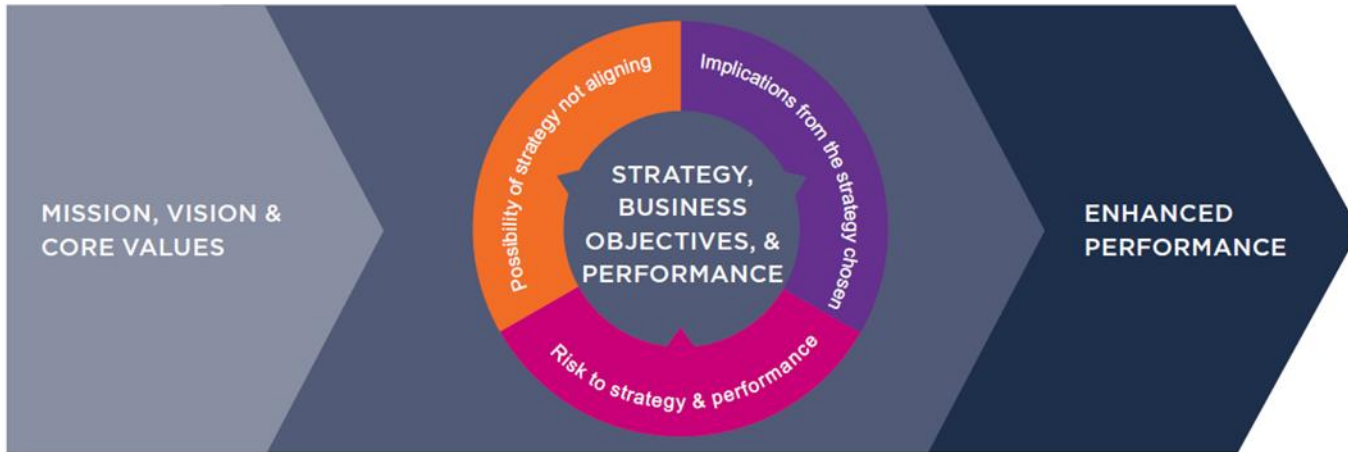 MISSION, VISION &
CORE VALUES
Possibility of strategy not aligning
Implications from the strategy chosen
STRATEGY,
BUSINESS
OBJECTIVES, &
PERFORMANCE
Risk to strategy & performance
ENHANCED
PERFORMANCE